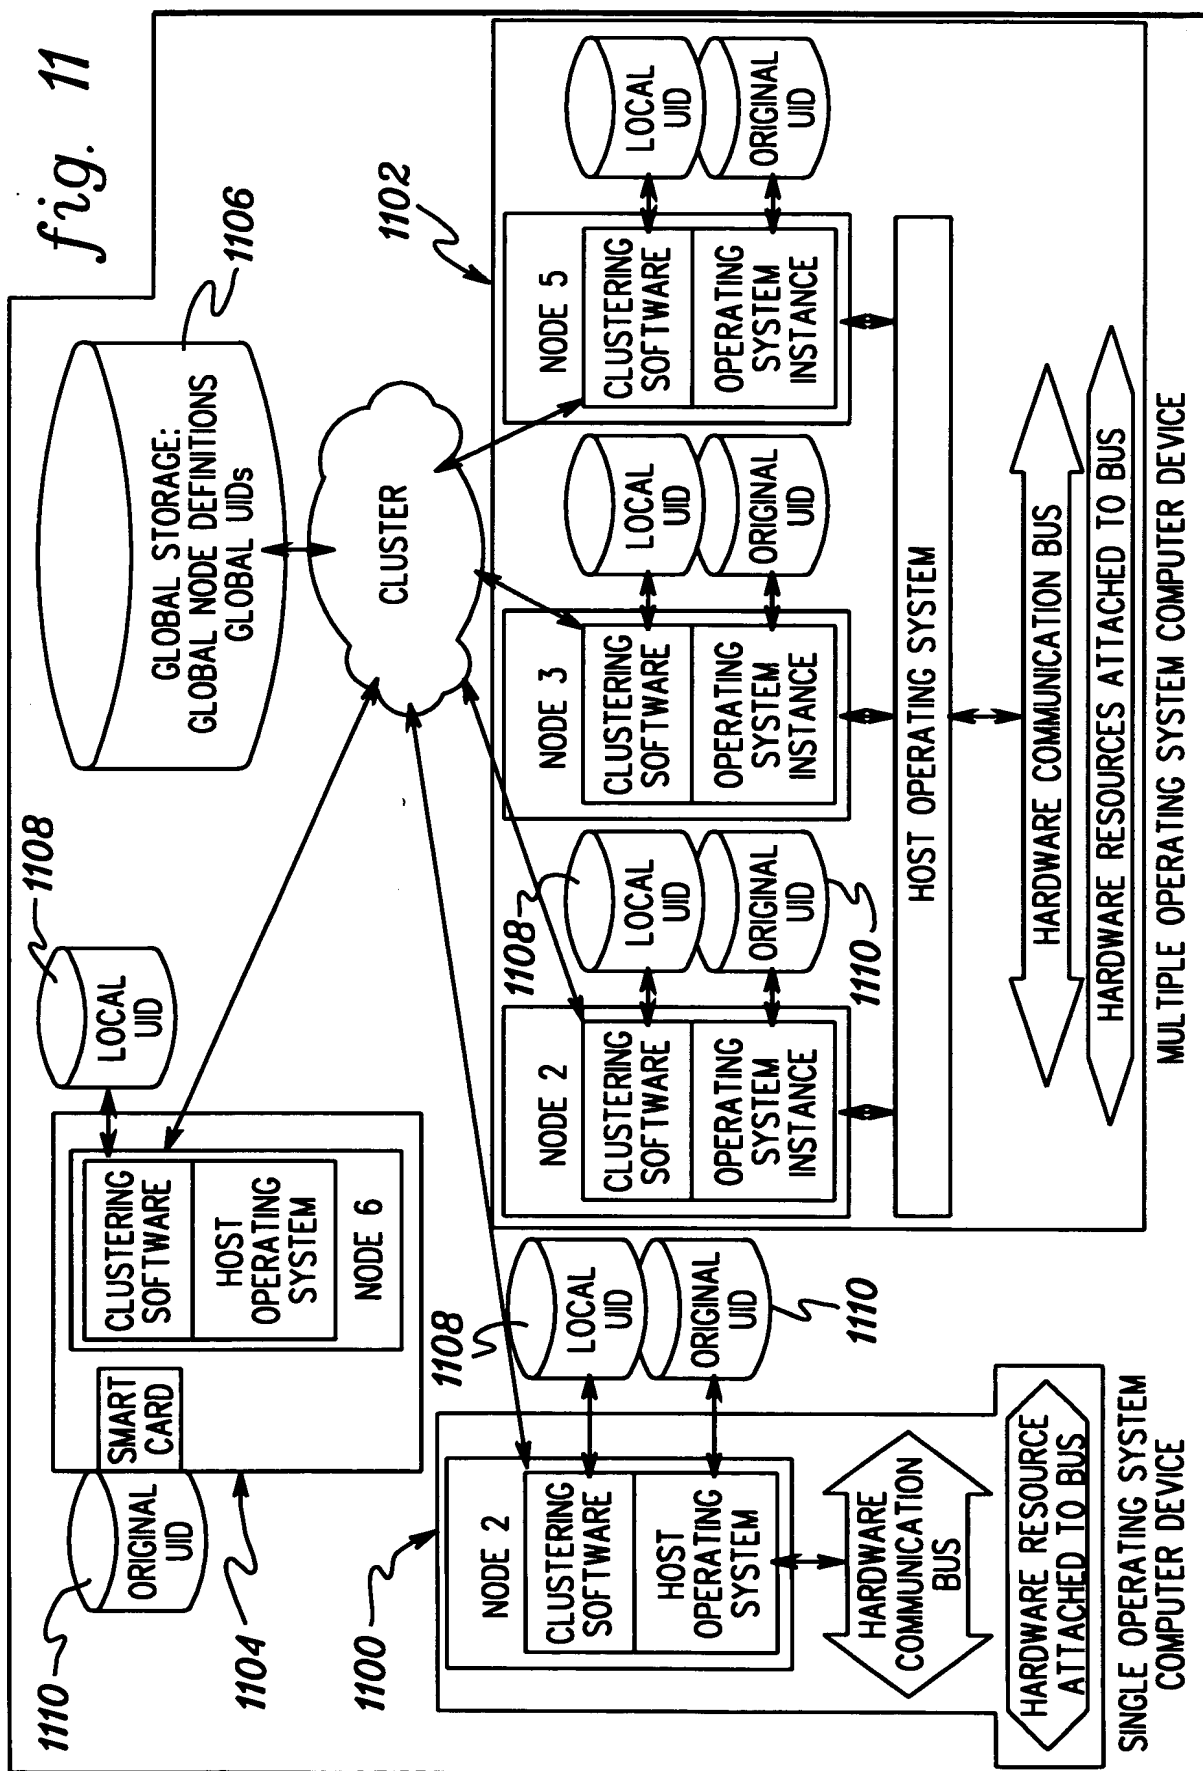 fig. 11
1110
ORIGINAL
UID
SMART
CARD
1104
CLUSTERING
SOFTWARE
HOST
OPERATING
SYSTEM
NODE 6
LOCAL
UID
1108
GLOBAL STORAGE:
GLOBAL NODE DEFINITIONS
GLOBAL UIDs
1106
CLUSTER
1100
NODE 2
CLUSTERING
SOFTWARE
HOST
OPERATING
SYSTEM
1108
LOCAL
UID
ORIGINAL
UID
1110
HARDWARE
COMMUNICATION
BUS
HARDWARE RESOURCE
ATTACHED TO BUS
SINGLE OPERATING SYSTEM
COMPUTER DEVICE
1102
NODE 2
CLUSTERING
SOFTWARE
OPERATING
SYSTEM
INSTANCE
1108
LOCAL
UID
ORIGINAL
UID
1110
NODE 3
CLUSTERING
SOFTWARE
OPERATING
SYSTEM
INSTANCE
LOCAL
UID
ORIGINAL
UID
NODE 5
CLUSTERING
SOFTWARE
OPERATING
SYSTEM
INSTANCE
LOCAL
UID
ORIGINAL
UID
HOST OPERATING SYSTEM
HARDWARE COMMUNICATION BUS
HARDWARE RESOURCES ATTACHED TO BUS
MULTIPLE OPERATING SYSTEM COMPUTER DEVICE